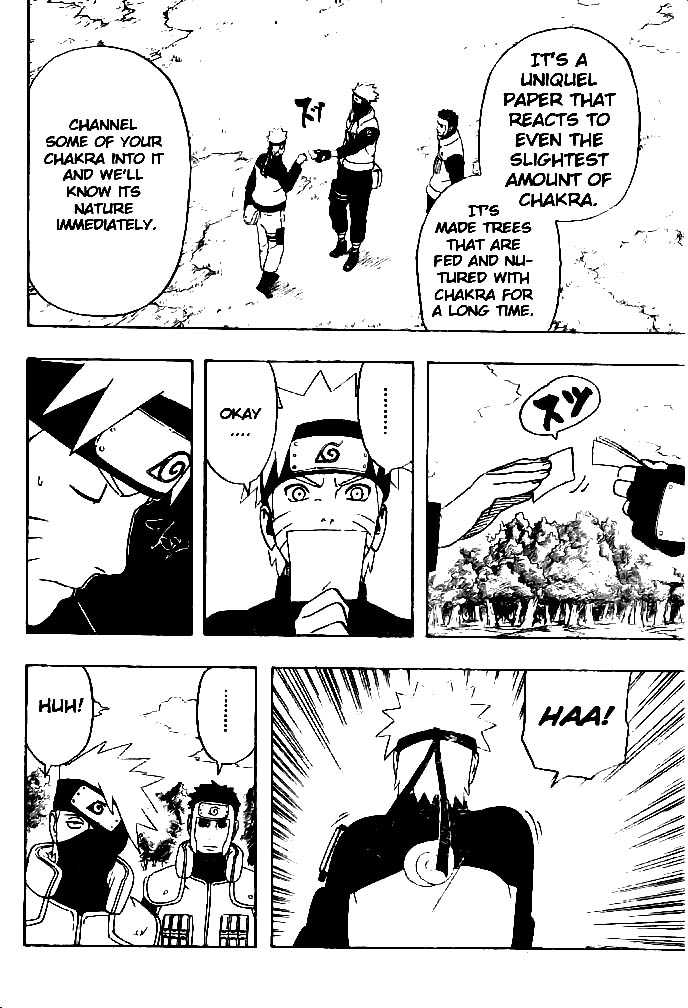 IT'S A
UNIQUEL
PAPER THAT
REACTS TO
EVEN THE
SLIGHTEST
AMOUNT OF
CHAKRA.
IT'S
MADE TREES
THAT ARE
FED AND NU-
TURED WITH
CHAKRA FOR
A LONG TIME.
スッ
CHANNEL
SOME OF YOUR
CHAKRA INTO IT
AND WE'LL
KNOW ITS
NATURE
IMMEDIATELY.
スッ
.........
OKAY
....
HAA!
.........
HUH!